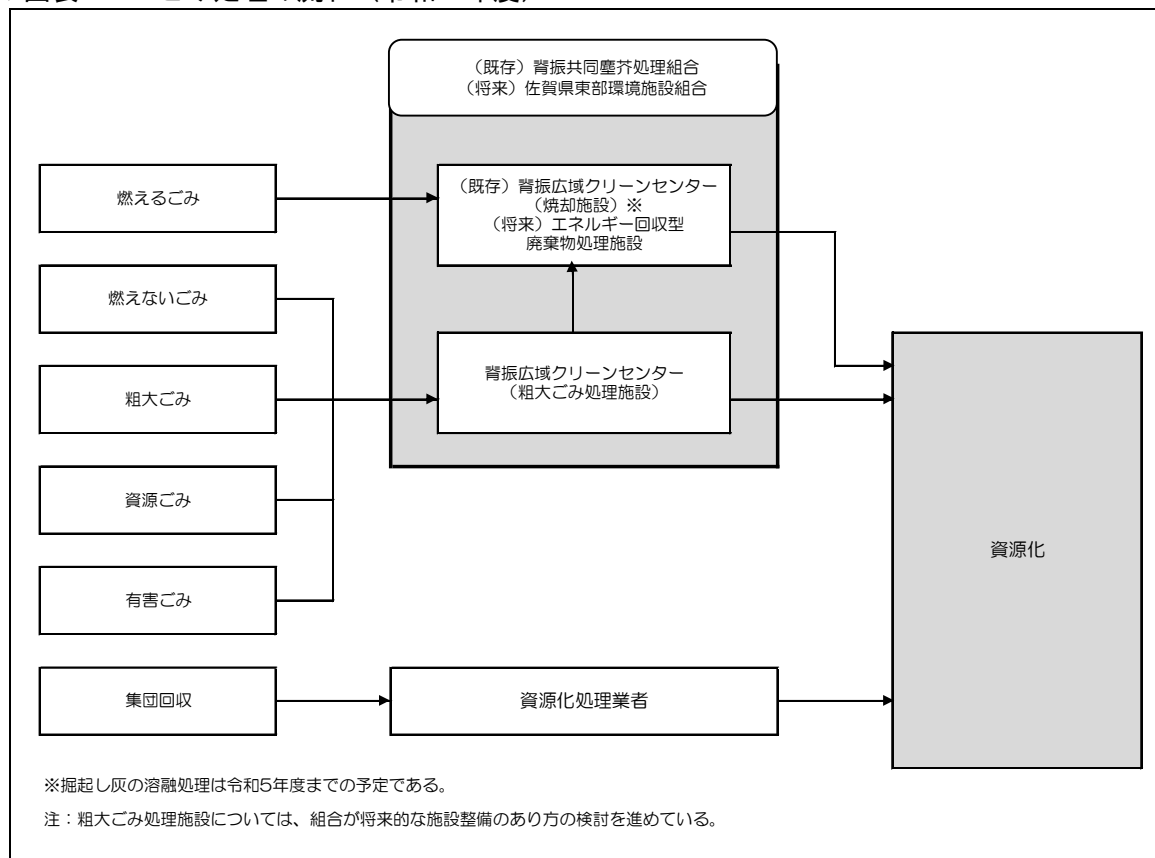 （既存）脊振共同塵芥処理組合
（将来）佐賀県東部環境施設組合
燃えるごみ
（既存）脊振広域クリーンセンター
（焼却施設）※
（将来）エネルギー回収型
廃棄物処理施設
燃えないごみ
粗大ごみ
脊振広域クリーンセンター
（粗大ごみ処理施設）
資源ごみ
有害ごみ
資源化
集団回収
資源化処理業者
※掘起し灰の溶融処理は令和5年度までの予定である。
注：粗大ごみ処理施設については、組合が将来的な施設整備のあり方の検討を進めている。